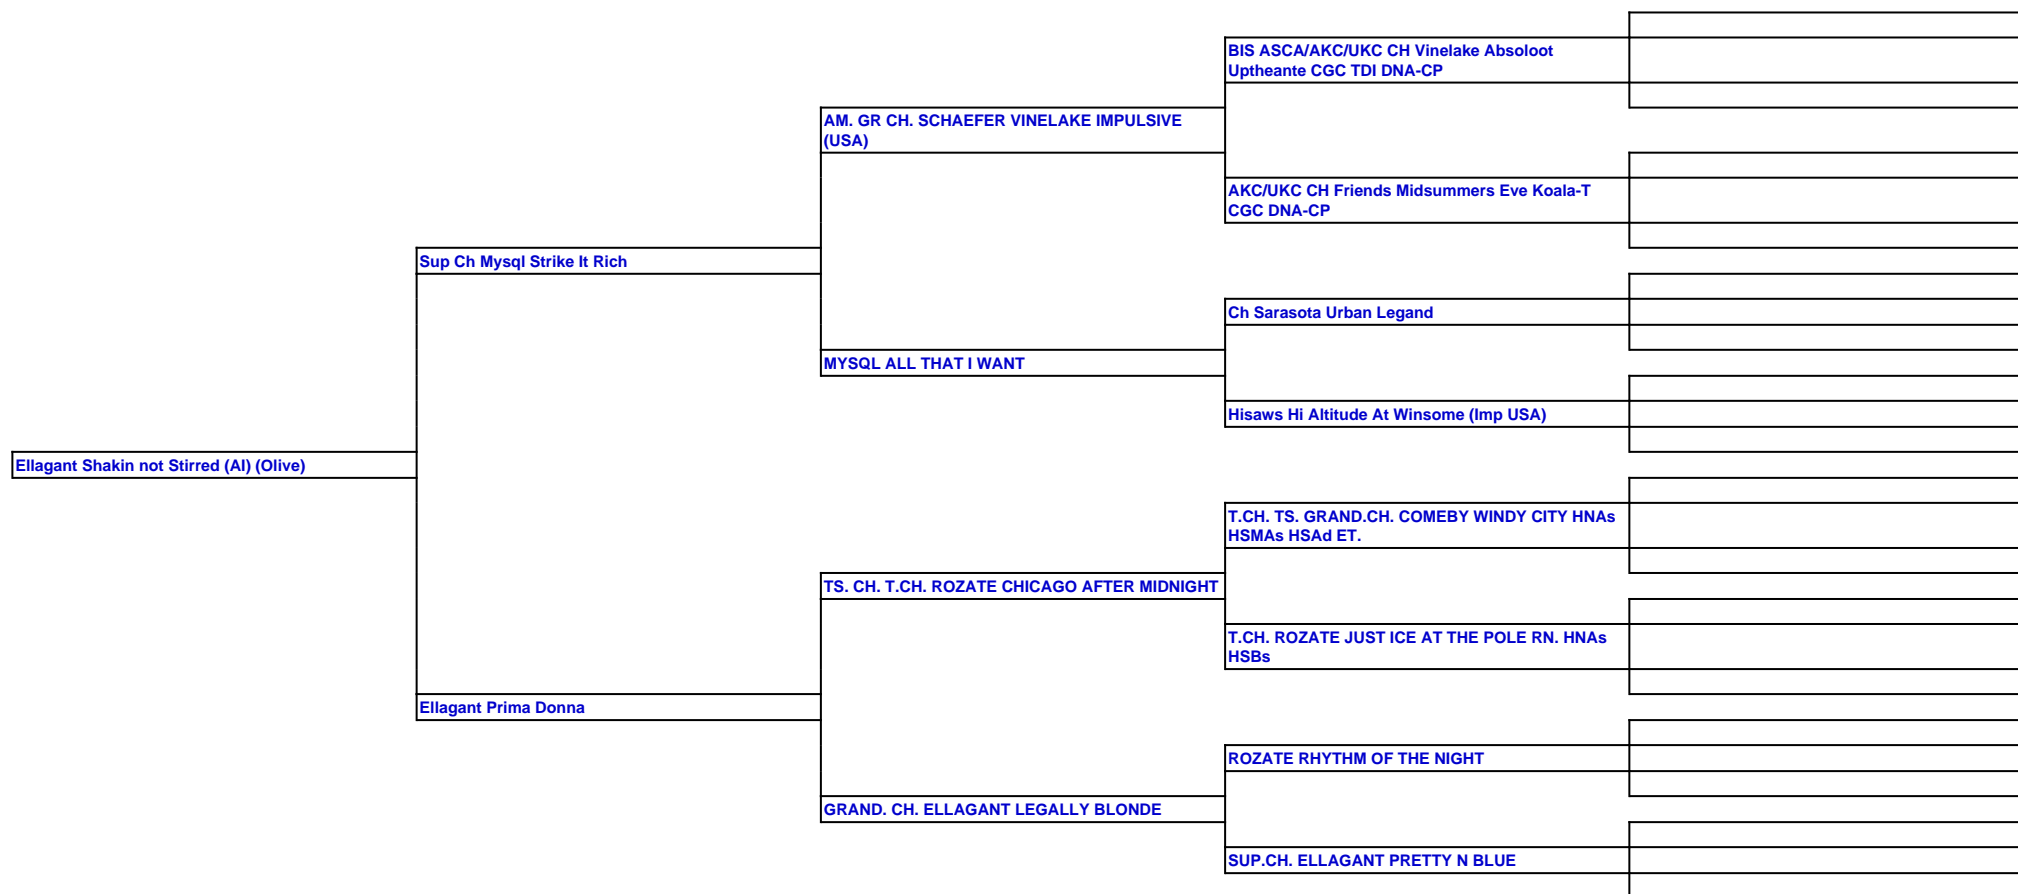 BIS ASCA/AKC/UKC CH Vinelake Absoloot
Uptheante CGC TDI DNA-CP
AM. GR CH. SCHAEFER VINELAKE IMPULSIVE
(USA)
AKC/UKC CH Friends Midsummers Eve Koala-T
CGC DNA-CP
Sup Ch Mysql Strike It Rich
Ch Sarasota Urban Legand
MYSQL ALL THAT I WANT
Hisaws Hi Altitude At Winsome (Imp USA)
Ellagant Shakin not Stirred (AI) (Olive)
T.CH. TS. GRAND.CH. COMEBY WINDY CITY HNAs
HSMAs HSAd ET.
TS. CH. T.CH. ROZATE CHICAGO AFTER MIDNIGHT
T.CH. ROZATE JUST ICE AT THE POLE RN. HNAs
HSBs
Ellagant Prima Donna
ROZATE RHYTHM OF THE NIGHT
GRAND. CH. ELLAGANT LEGALLY BLONDE
SUP.CH. ELLAGANT PRETTY N BLUE